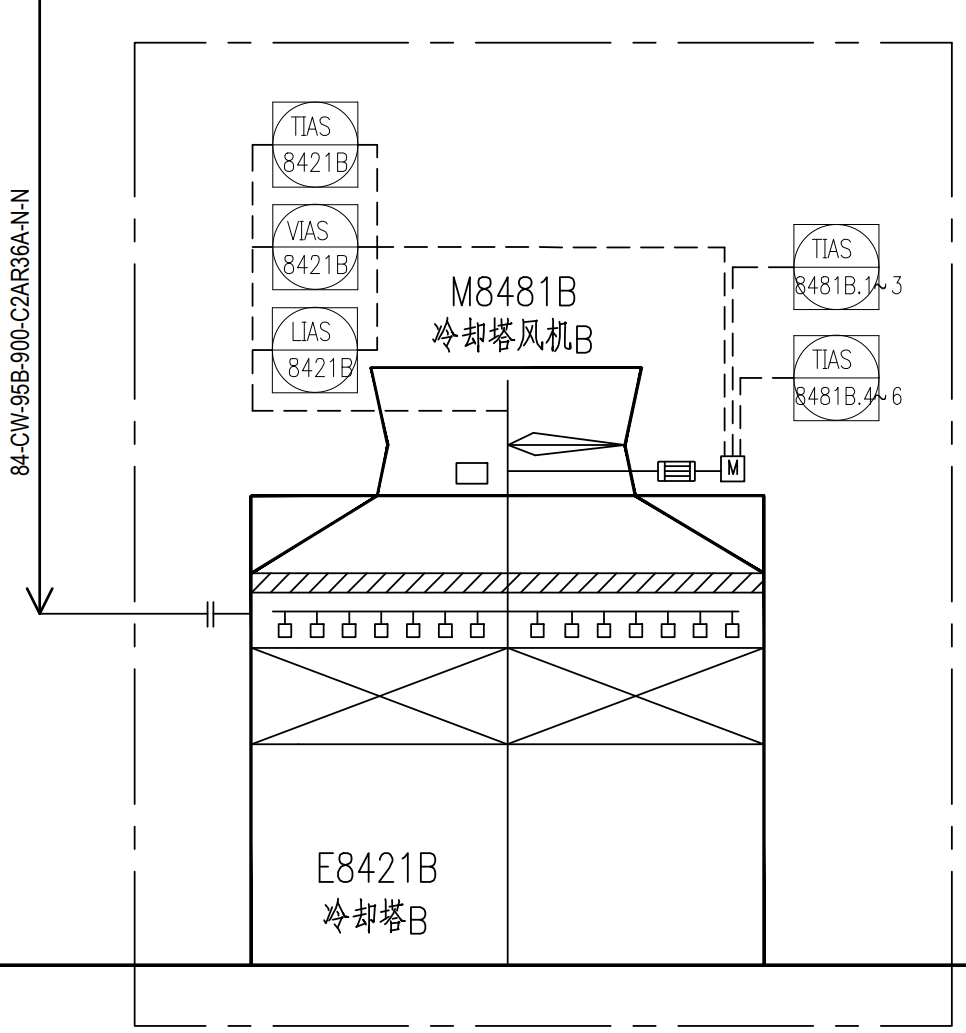 84-CW-95B-900-C2AR36A-N-N
TIAS
8421B
VIAS
8421B
LIAS
8421B
M8481B
冷却塔风机B
TIAS
8481B.1~3
TIAS
8481B.4~6
M
E8421B
冷却塔B